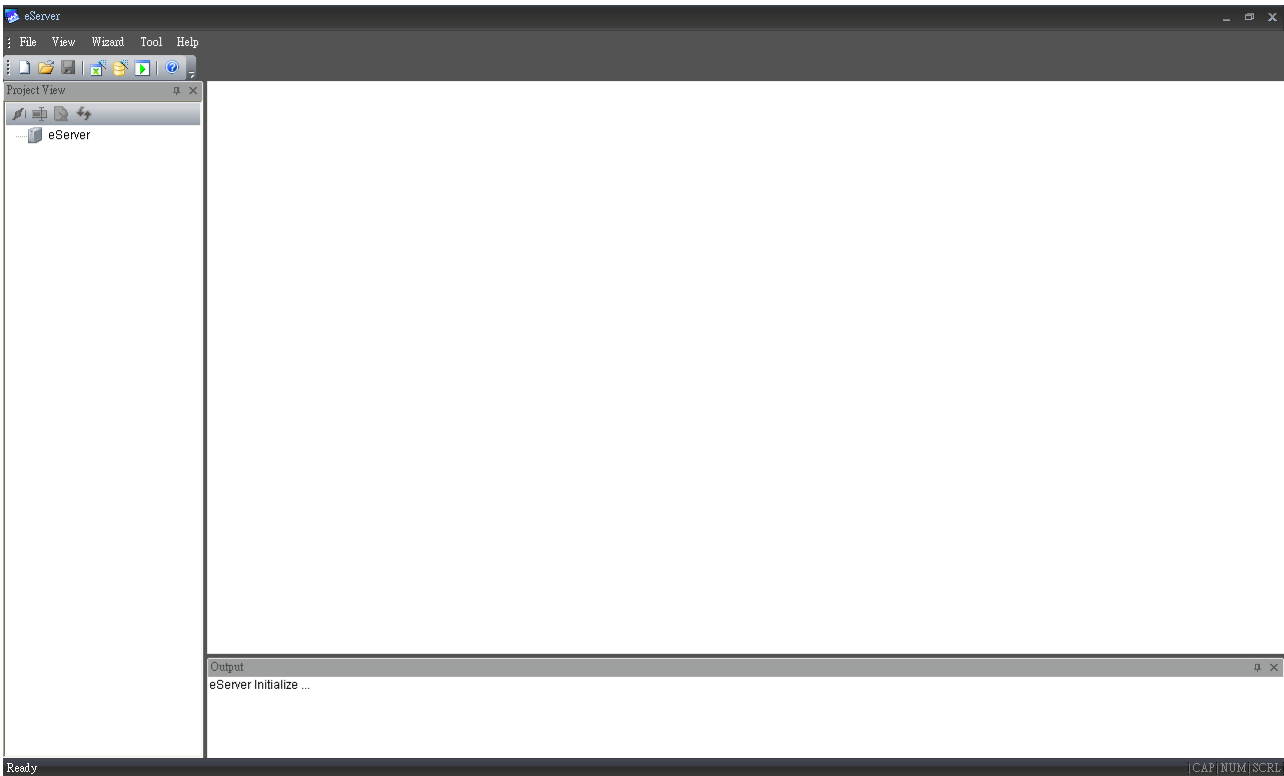 eServer
File View Wizard Tool Help
Project View
eServer
Output
eServer Initialize ...
Ready
CAP NUM SCRL